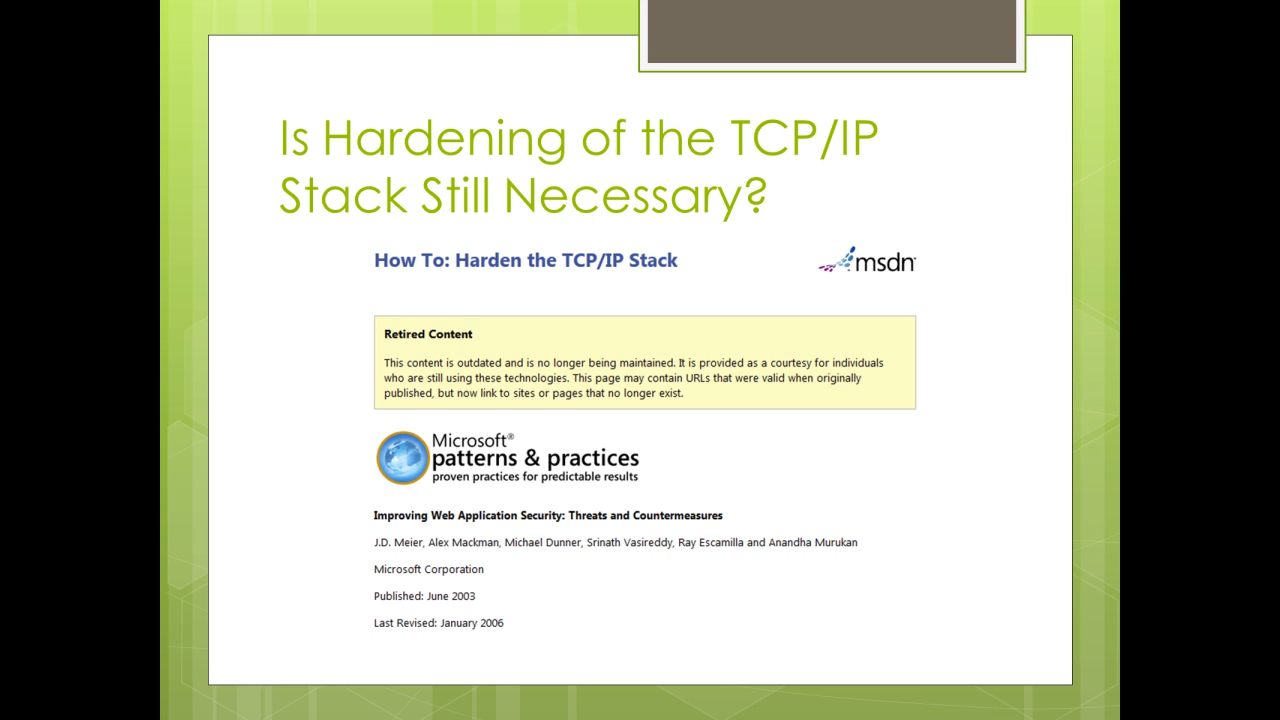 Is Hardening of the TCP/IP
Stack Still Necessary?
How To: Harden the TCP/IP Stack
msdn
Retired Content
This content is outdated and is no longer being maintained. It is provided as a courtesy for individuals
who are still using these technologies. This page may contain URLs that were valid when originally
published, but now link to sites or pages that no longer exist.
Microsoft®
patterns & practices
proven practices for predictable results
Improving Web Application Security: Threats and Countermeasures
J.D. Meier, Alex Mackman, Michael Dunner, Srinath Vasireddy, Ray Escamilla and Anandha Murukan
Microsoft Corporation
Published: June 2003
Last Revised: January 2006